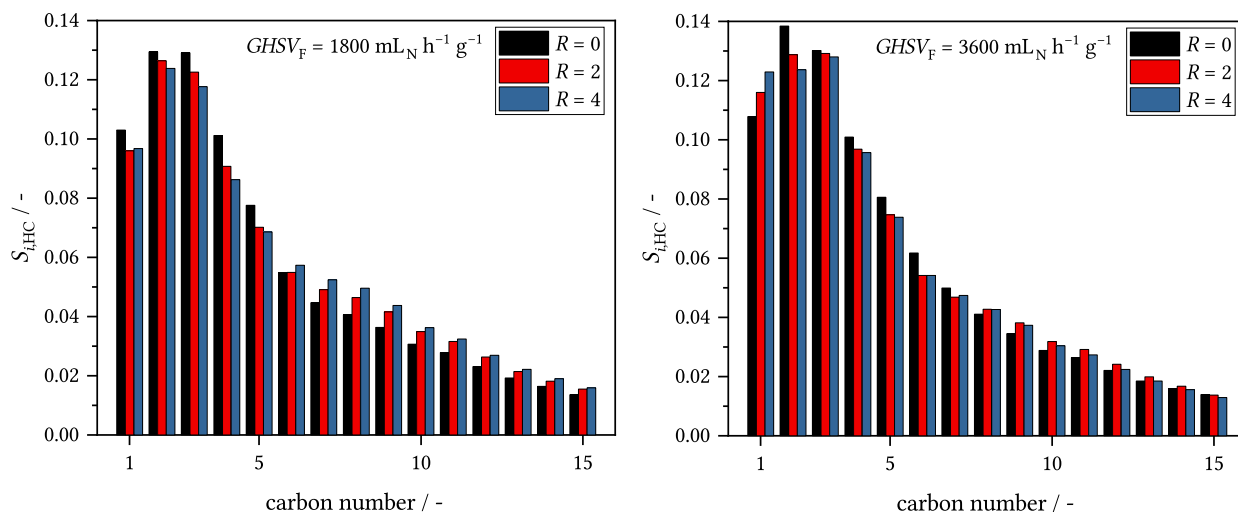 GHSV_F = 1800 mL_N h⁻¹ g⁻¹
R = 0
R = 2
R = 4
0.14
0.12
0.10
0.08
0.06
0.04
0.02
0.00
S_i,HC / -
1 5 10 15
carbon number / -
GHSV_F = 3600 mL_N h⁻¹ g⁻¹
R = 0
R = 2
R = 4
0.14
0.12
0.10
0.08
0.06
0.04
0.02
0.00
S_i,HC / -
1 5 10 15
carbon number / -